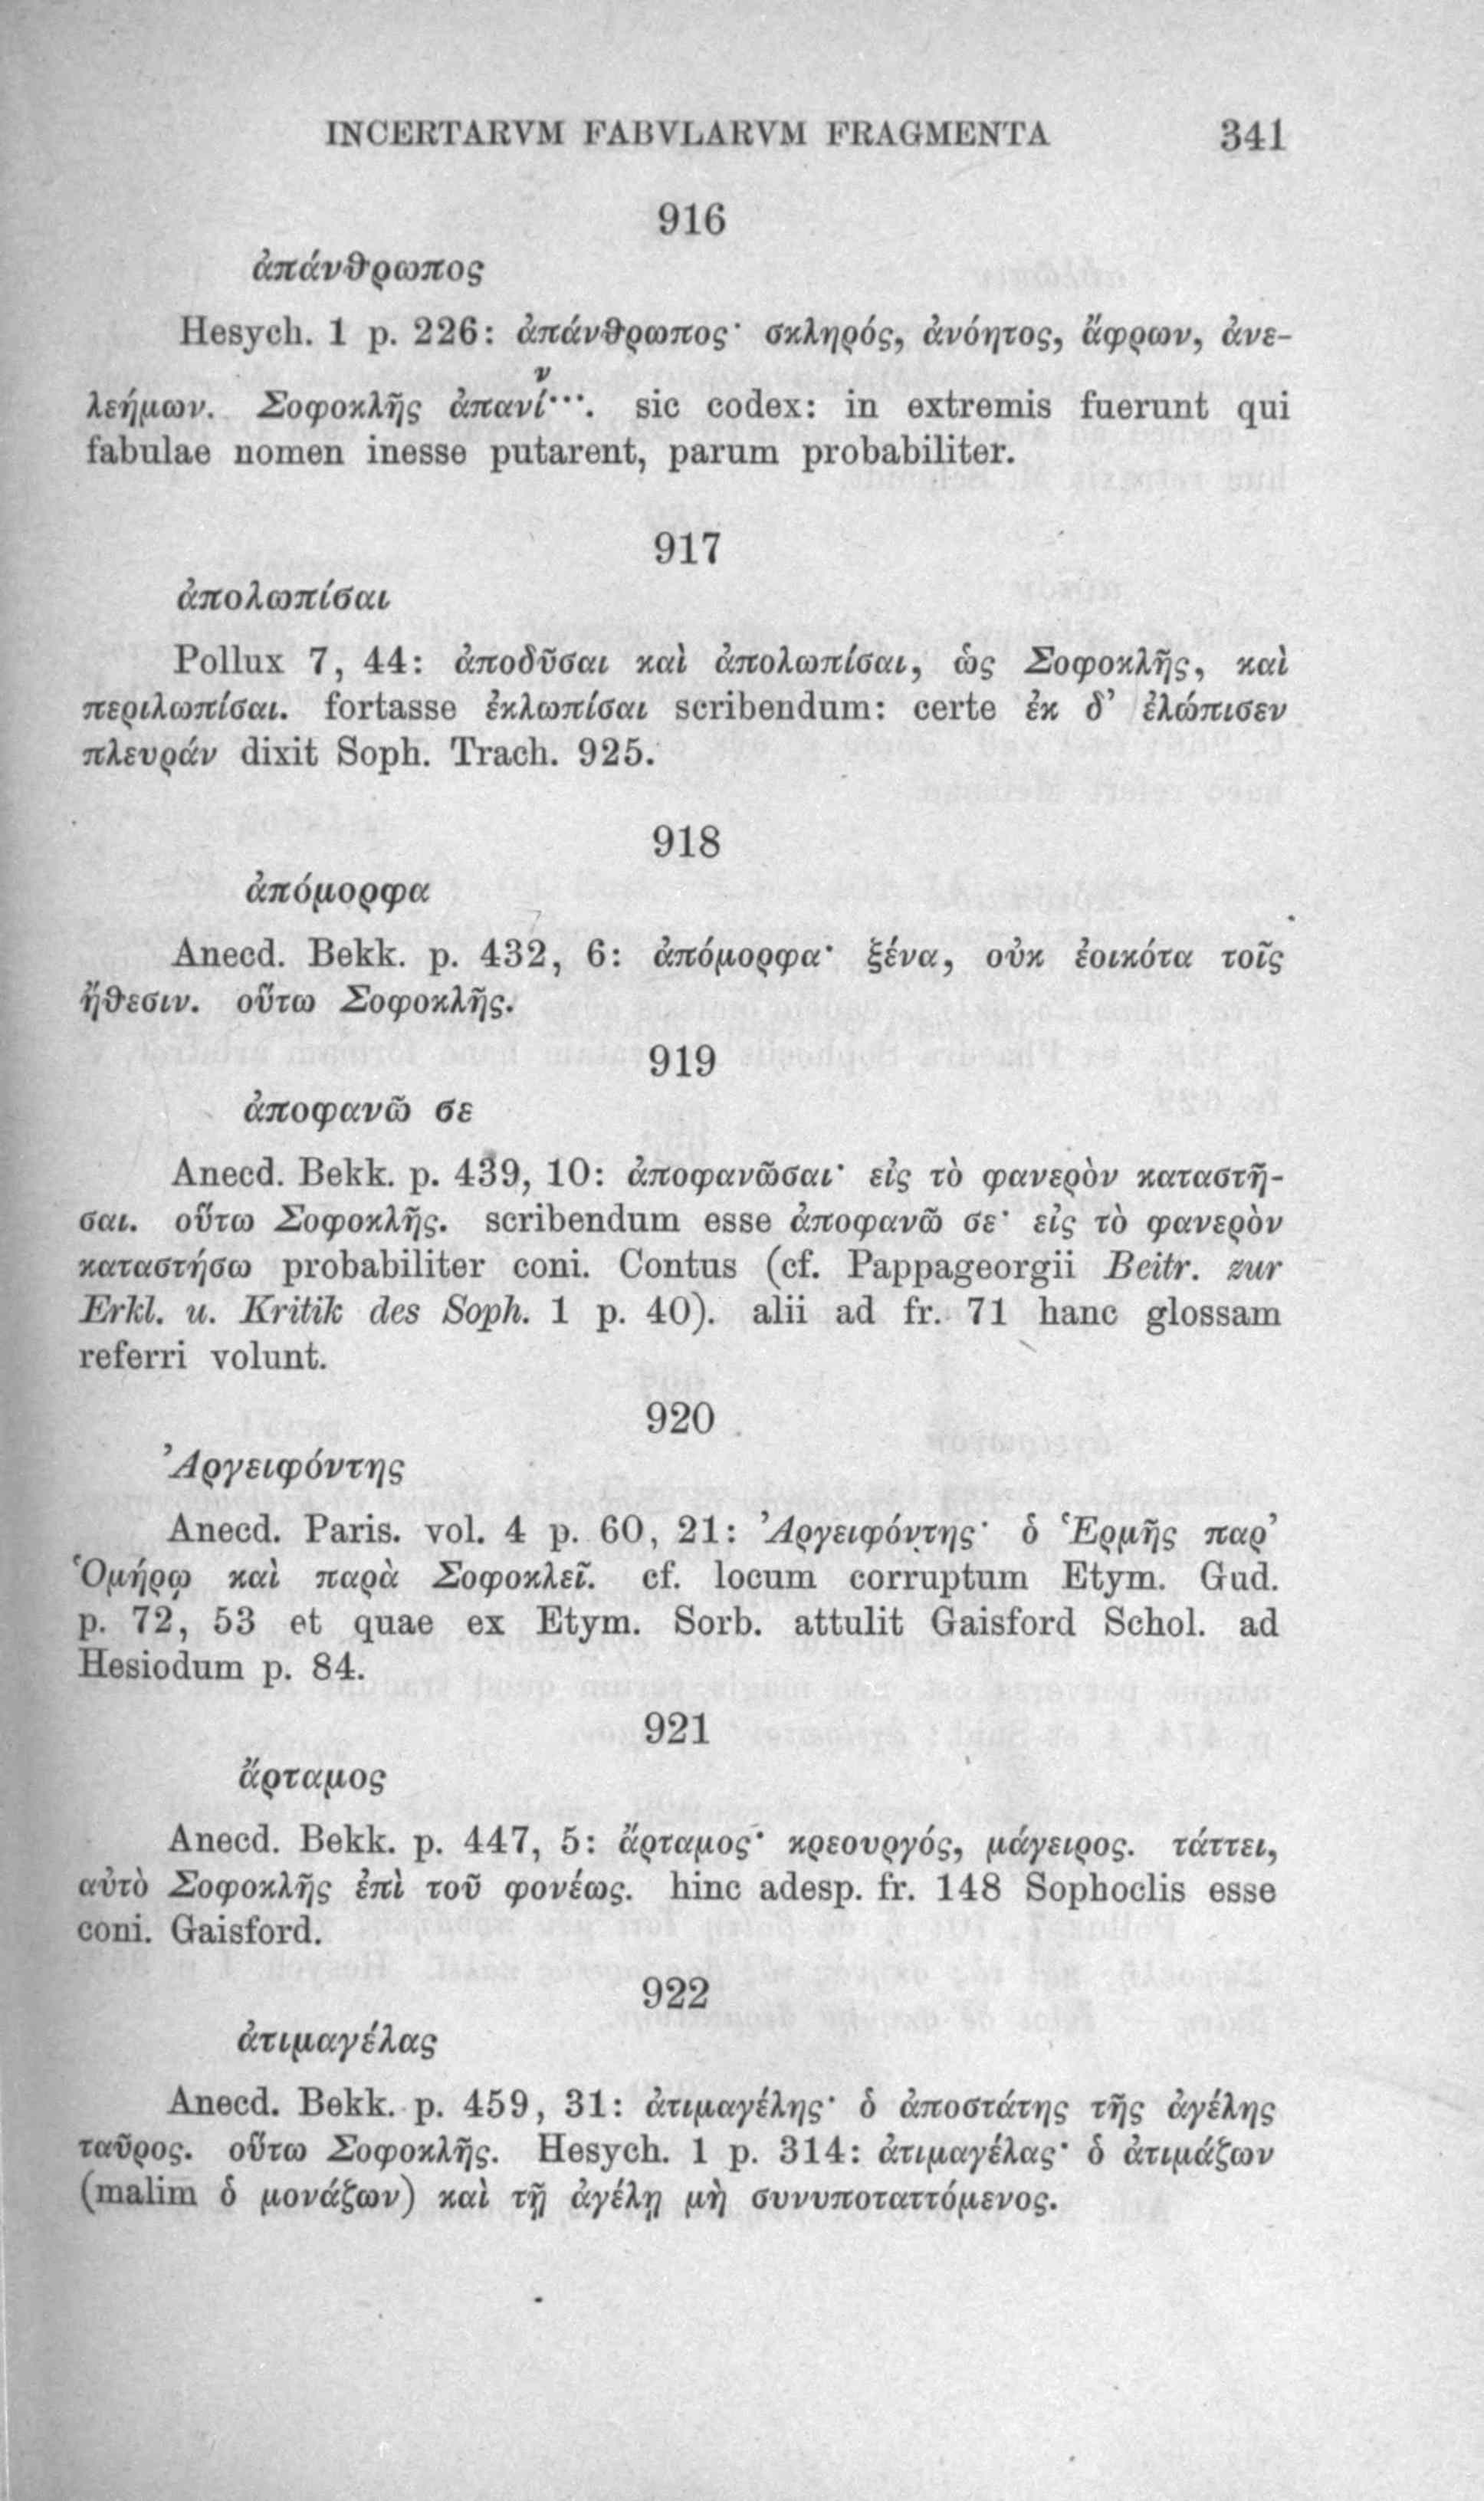 INCERTARVM FABVLARVM FRAGMENTA 341
916
ἀπάνθρωπος
Hesych. 1 p. 226: ἀπάνθρωπος· σκληρός, ἀνόητος, ἄφρων, ἀνε-
ν
λεήμων. Σοφοκλῆς ἀπανί···. sic codex: in extremis fuerunt qui
fabulae nomen inesse putarent, parum probabiliter.
917
ἀπολωπίσαι
Pollux 7, 44: ἀποδῦσαι καὶ ἀπολωπίσαι, ὡς Σοφοκλῆς, καὶ
περιλωπίσαι. fortasse ἐκλωπίσαι scribendum: certe ἐκ δ’ ἐλώπισεν
πλευράν dixit Soph. Trach. 925.
918
ἀπόμορφα
Anecd. Bekk. p. 432, 6: ἀπόμορφα· ξένα, οὐκ ἐοικότα τοῖς
ἤθεσιν. οὕτω Σοφοκλῆς.
919
ἀποφανῶ σε
Anecd. Bekk. p. 439, 10: ἀποφανῶσαι· εἰς τὸ φανερὸν καταστῆ-
σαι. οὕτω Σοφοκλῆς. scribendum esse ἀποφανῶ σε· εἰς τὸ φανερὸν
καταστήσω probabiliter coni. Contus (cf. Pappageorgii Beitr. zur
Erkl. u. Kritik des Soph. 1 p. 40). alii ad fr. 71 hanc glossam
referri volunt.
920
Ἀργειφόντης
Anecd. Paris. vol. 4 p. 60, 21: Ἀργειφόντης· ὁ Ἑρμῆς παρ’
Ὁμήρῳ καὶ παρὰ Σοφοκλεῖ. cf. locum corruptum Etym. Gud.
p. 72, 53 et quae ex Etym. Sorb. attulit Gaisford Schol. ad
Hesiodum p. 84.
921
ἄρταμος
Anecd. Bekk. p. 447, 5: ἄρταμος· κρεουργός, μάγειρος. τάττει,
αὐτὸ Σοφοκλῆς ἐπὶ τοῦ φονέως. hinc adesp. fr. 148 Sophoclis esse
coni. Gaisford.
922
ἀτιμαγέλας
Anecd. Bekk. p. 459, 31: ἀτιμαγέλης· ὁ ἀποστάτης τῆς ἀγέλης
ταῦρος. οὕτω Σοφοκλῆς. Hesych. 1 p. 314: ἀτιμαγέλας· ὁ ἀτιμάζων
(malim ὁ μονάζων) καὶ τῇ ἀγέλῃ μὴ συνυποταττόμενος.